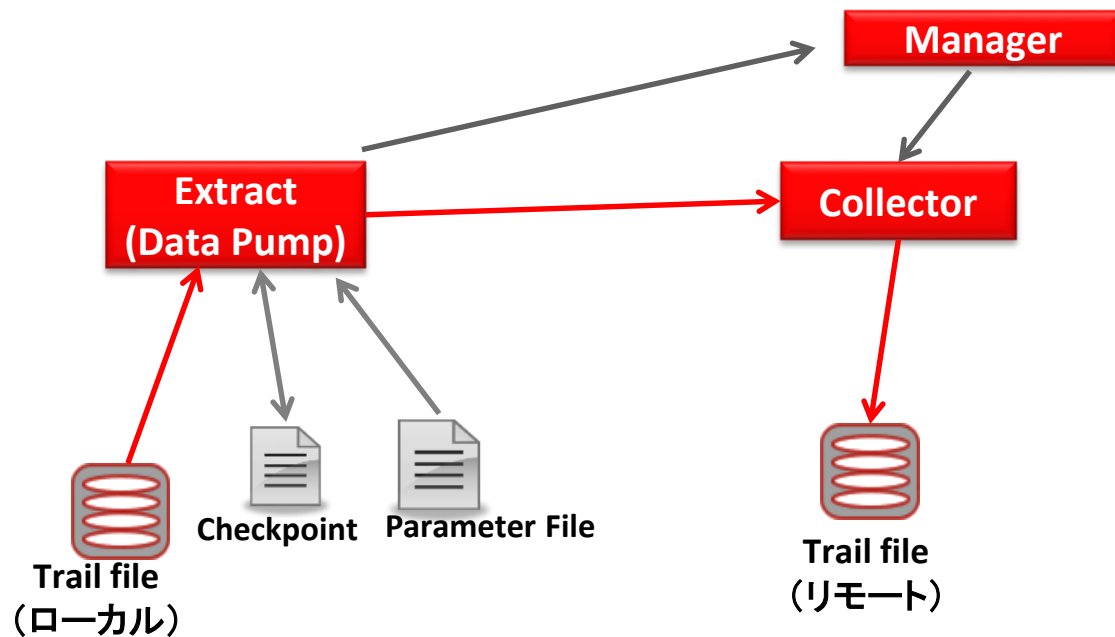 Manager
Extract
(Data Pump)
Collector
Checkpoint
Parameter File
Trail file
（ローカル）
Trail file
（リモート）